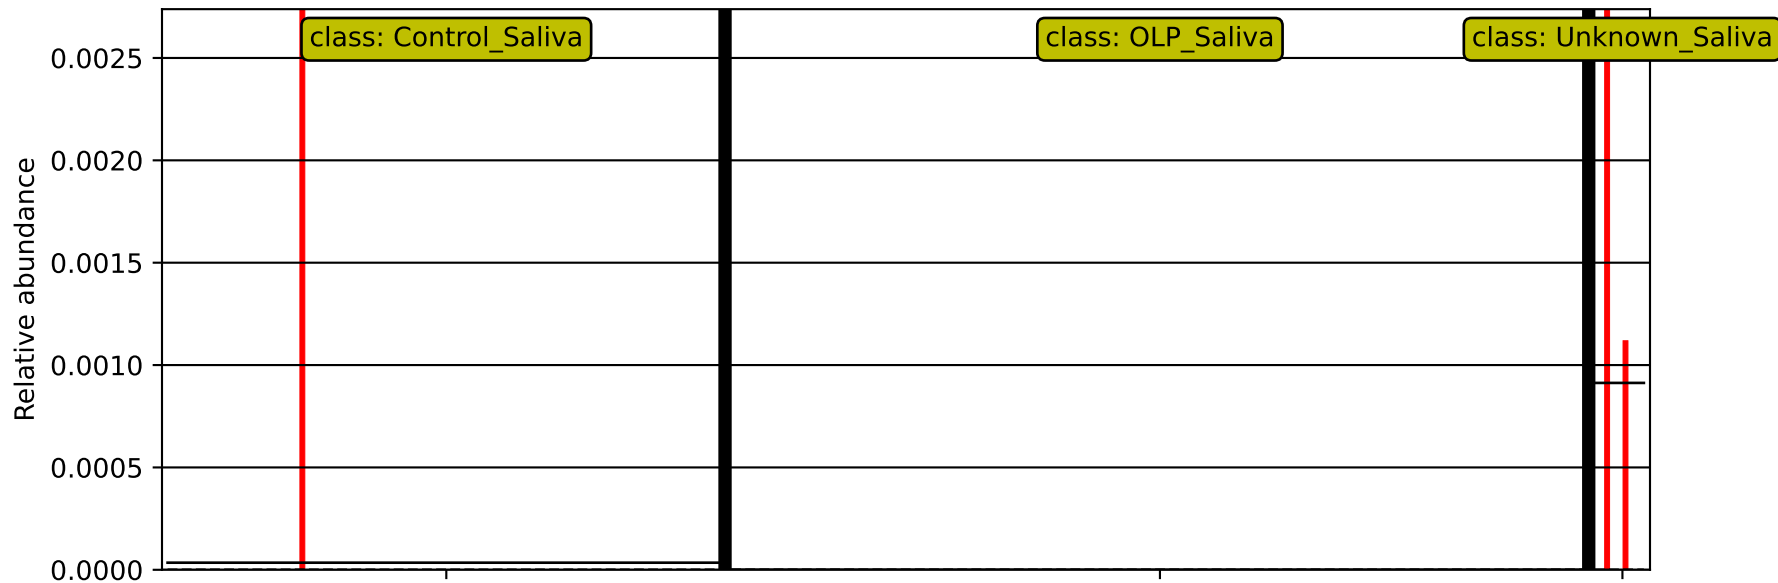 class: Control_Saliva
class: OLP_Saliva
class: Unknown_Saliva
Relative abundance
0.0025
0.0020
0.0015
0.0010
0.0005
0.0000